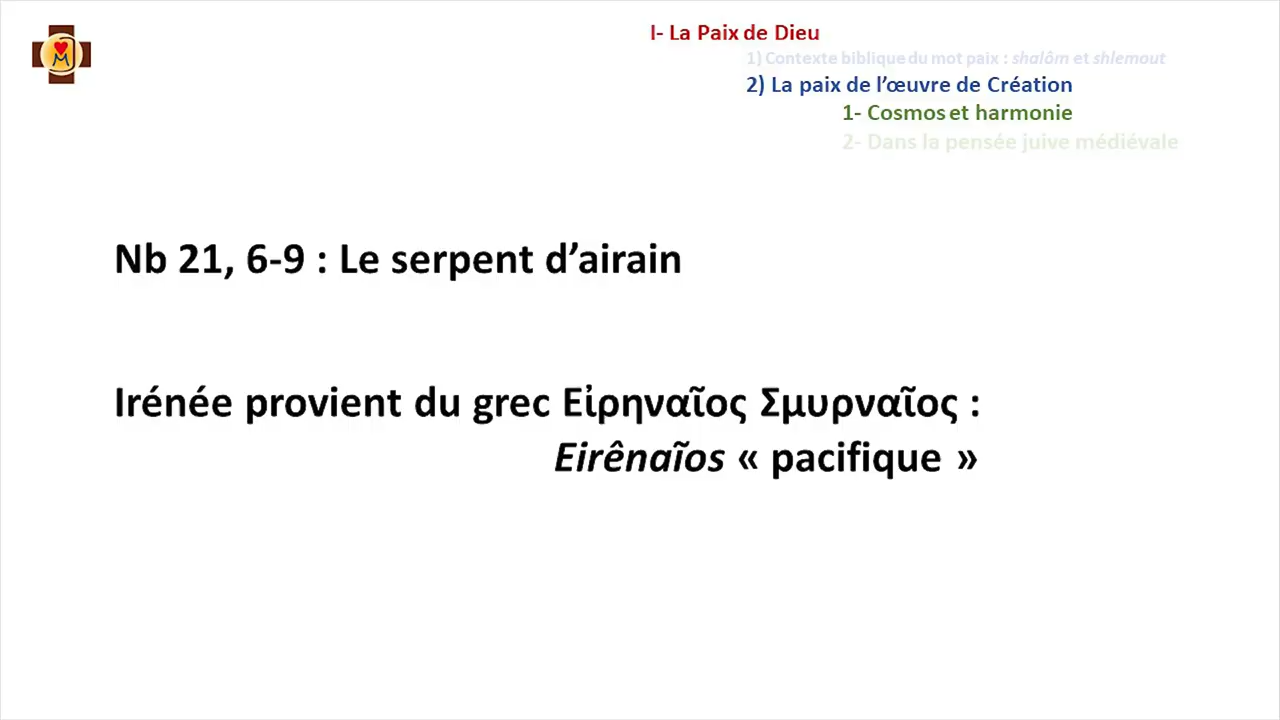 I- La Paix de Dieu
1) Contexte biblique du mot paix : shalôm et shlemout
2) La paix de l’œuvre de Création
1- Cosmos et harmonie
2- Dans la pensée juive médiévale
Nb 21, 6-9 : Le serpent d’airain
Irénée provient du grec Εἰρηναῖος Σμυρναῖος :
Eirênaĩos « pacifique »